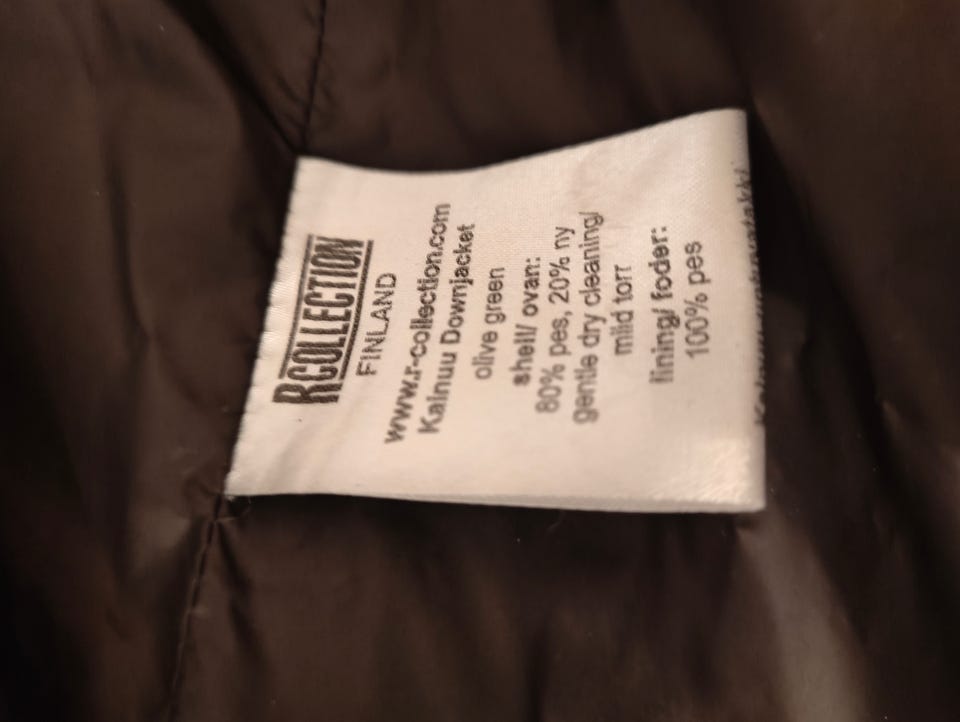 RCOLLECTION
FINLAND
www.r-collection.com
Kainuu Downjacket
olive green
shell/ ovan:
80% pes, 20% ny
gentle dry cleaning/
mild torr
lining/ foder:
100% pes